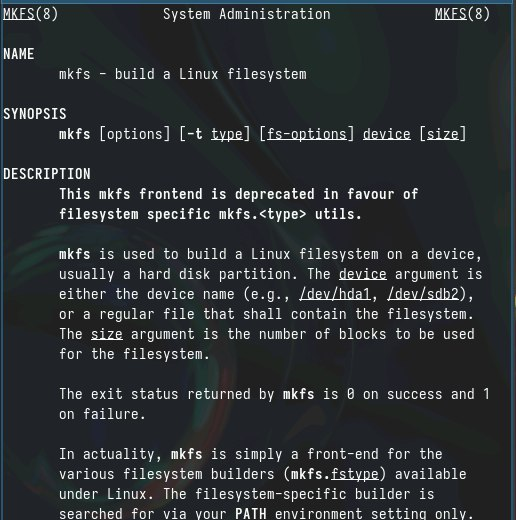 MKFS(8) System Administration MKFS(8)
NAME
mkfs - build a Linux filesystem
SYNOPSIS
mkfs [options] [-t type] [fs-options] device [size]
DESCRIPTION
This mkfs frontend is deprecated in favour of
filesystem specific mkfs.<type> utils.
mkfs is used to build a Linux filesystem on a device,
usually a hard disk partition. The device argument is
either the device name (e.g., /dev/hda1, /dev/sdb2),
or a regular file that shall contain the filesystem.
The size argument is the number of blocks to be used
for the filesystem.
The exit status returned by mkfs is 0 on success and 1
on failure.
In actuality, mkfs is simply a front-end for the
various filesystem builders (mkfs.fstype) available
under Linux. The filesystem-specific builder is
searched for via your PATH environment setting only.